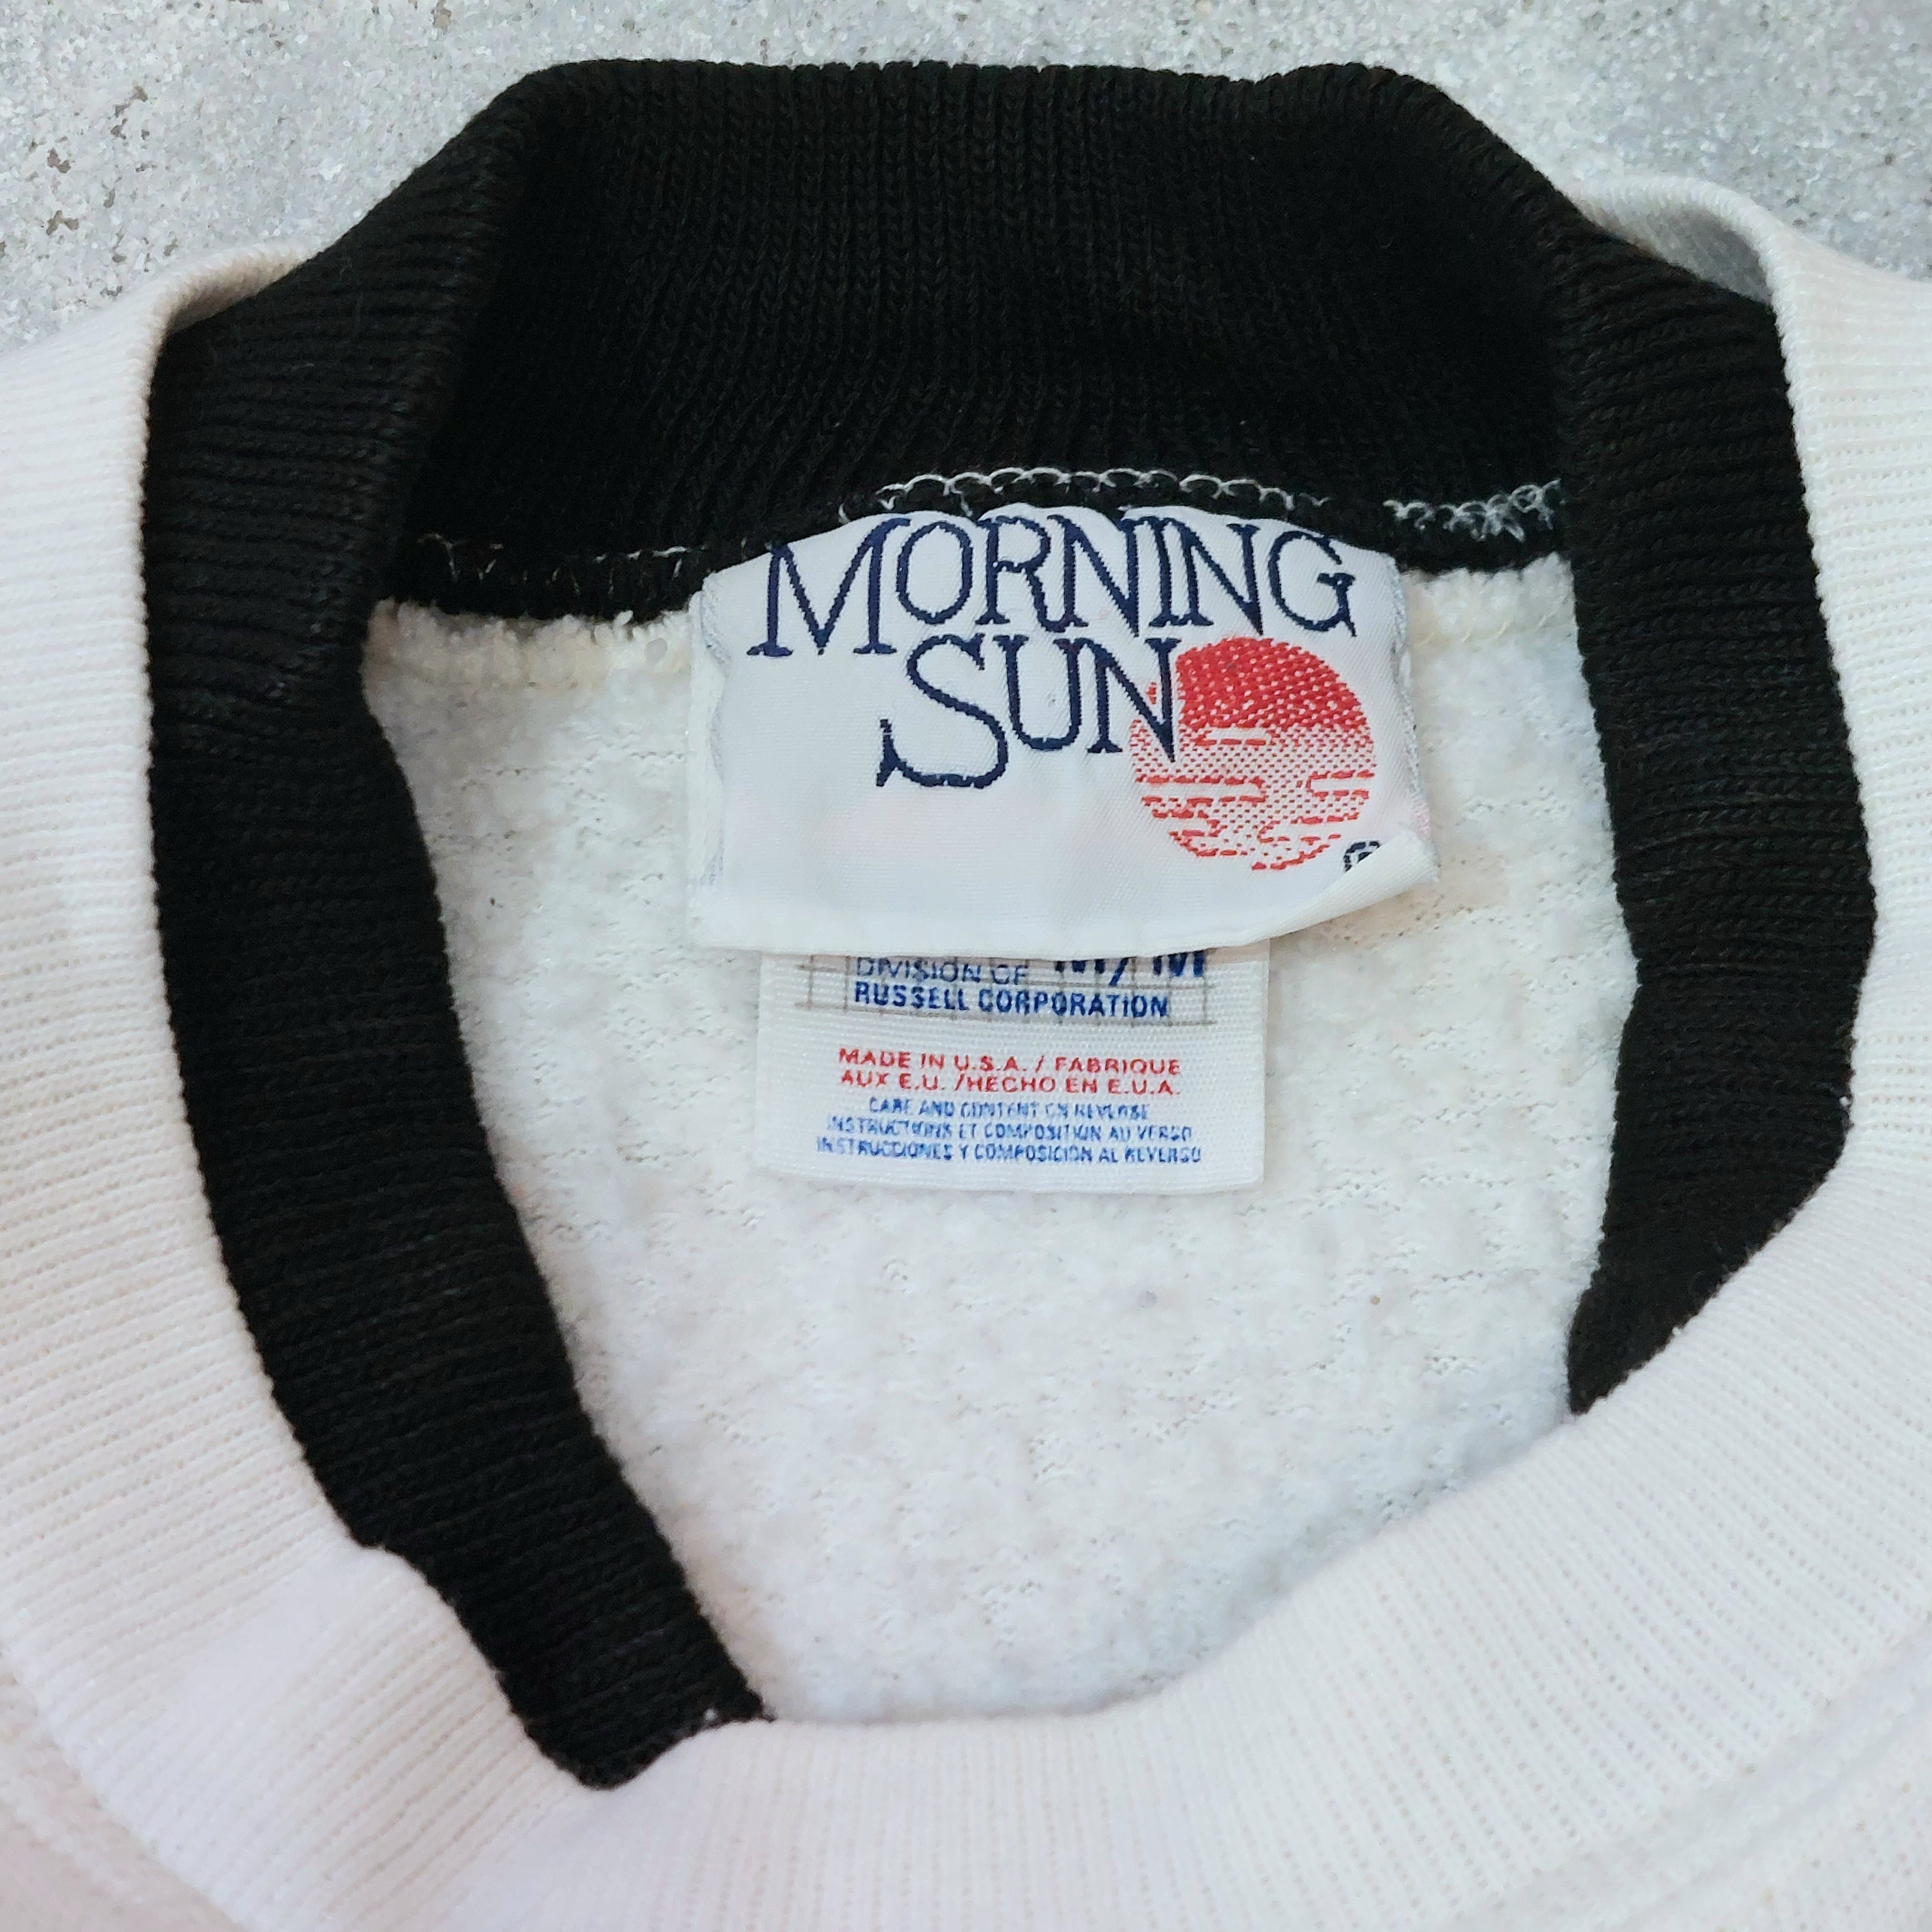 MORNING
SUN
®
DIVISION OF M/M
RUSSELL CORPORATION
MADE IN U.S.A. / FABRIQUE
AUX E.U. /HECHO EN E.U.A.
CARE AND CONTENT ON REVERSE
INSTRUCTIONS ET COMPOSITION AU VERSO
INSTRUCCIONES Y COMPOSICION AL REVERSO